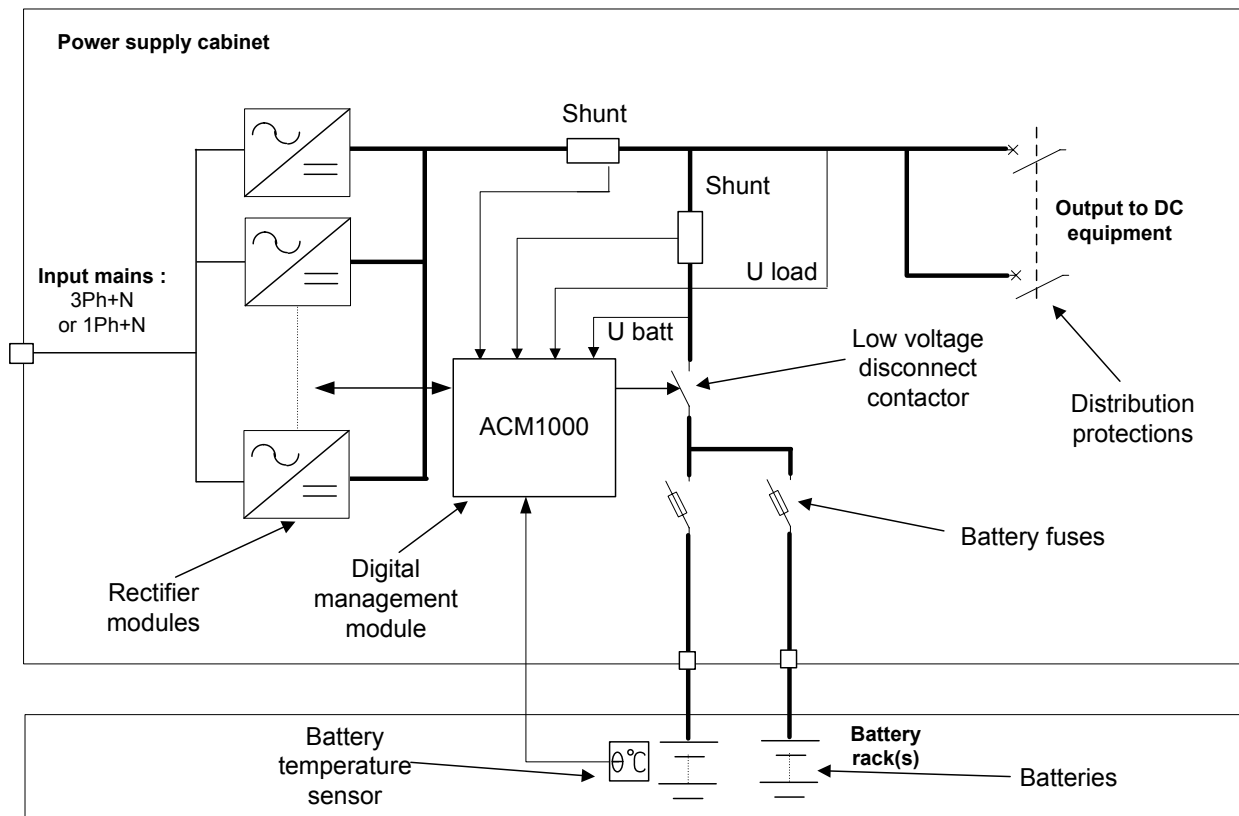 Power supply cabinet
Shunt
Shunt
Output to DC
equipment
Input mains :
3Ph+N
or 1Ph+N
U load
U batt
Low voltage
disconnect
contactor
Distribution
protections
ACM1000
Battery fuses
Rectifier
modules
Digital
management
module
Battery
temperature
sensor
θ°C
Battery
rack(s)
Batteries